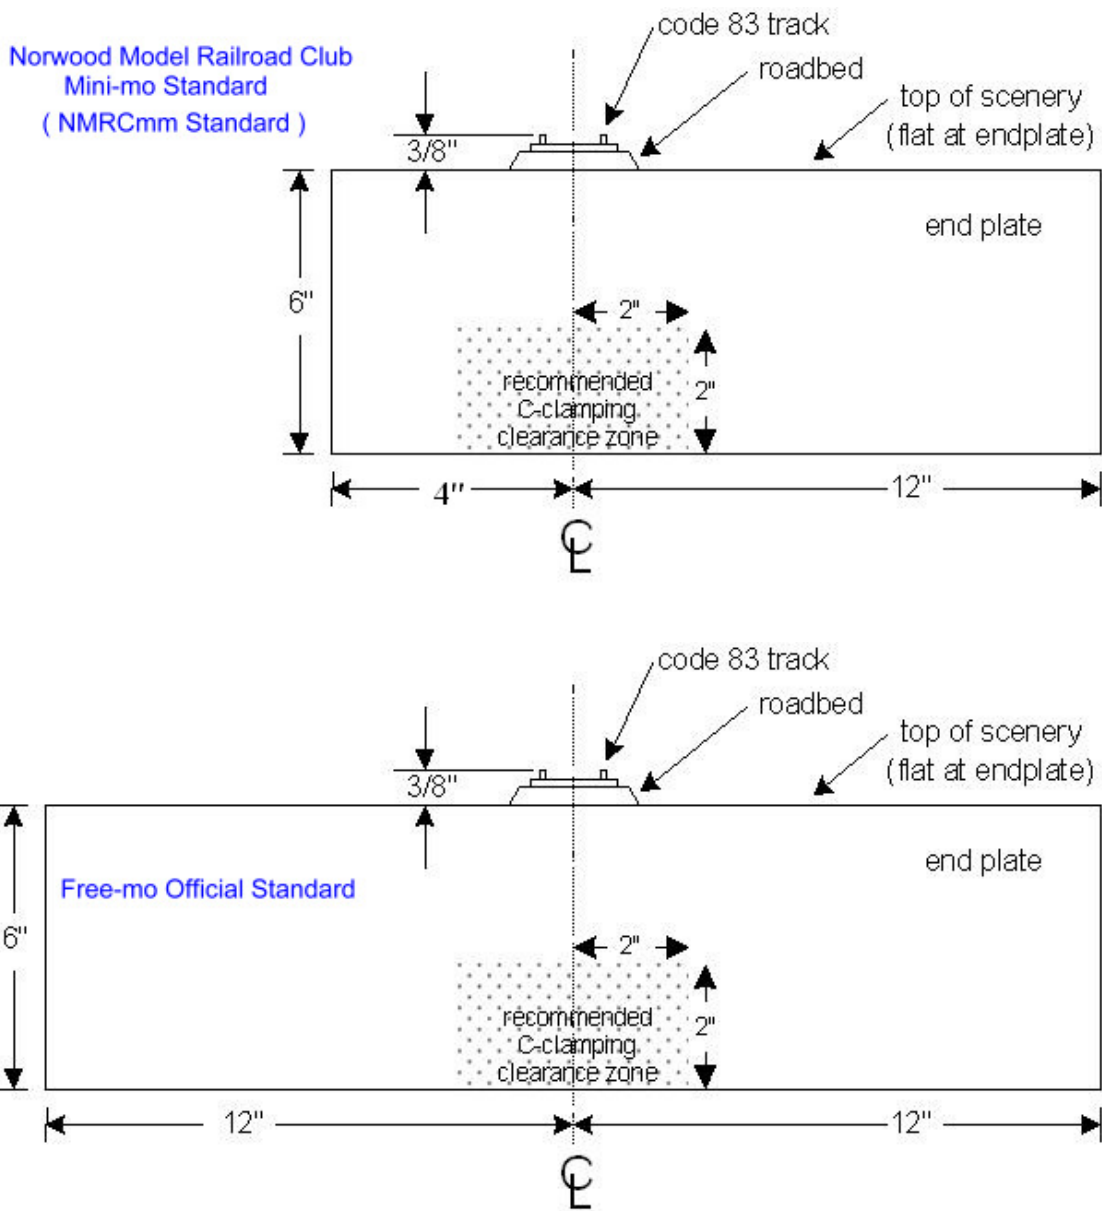 Norwood Model Railroad Club
Mini-mo Standard
( NMRCmm Standard )
code 83 track
roadbed
top of scenery
(flat at endplate)
3/8"
end plate
6"
2"
2"
recommended
C-clamping
clearance zone
4"
12"
CL
code 83 track
roadbed
top of scenery
(flat at endplate)
3/8"
end plate
Free-mo Official Standard
6"
2"
2"
recommended
C-clamping
clearance zone
12"
12"
CL